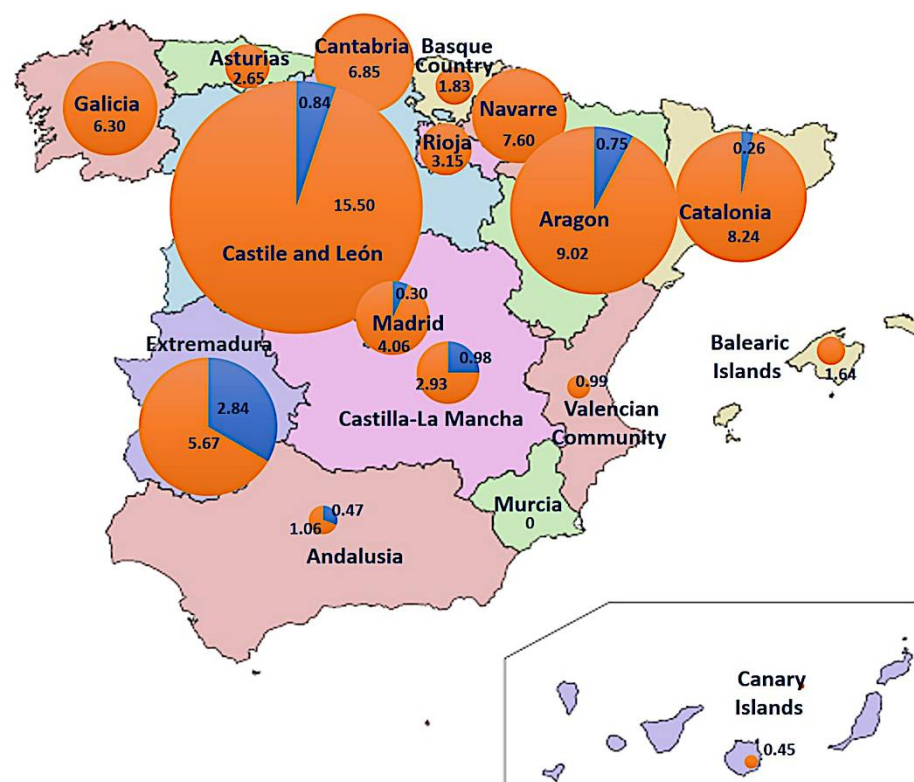 Cantabria
6.85
Asturias
2.65
Basque
Country
1.83
Galicia
6.30
0.84
Navarre
7.60
Rioja
3.15
0.75
0.26
15.50
Aragon
9.02
Catalonia
8.24
Castile and León
0.30
Madrid
4.06
Extremadura
2.84
5.67
0.98
2.93
Castilla-La Mancha
0.99
Valencian
Community
Balearic
Islands
1.64
Murcia
0
0.47
1.06
Andalusia
Canary
Islands
0.45